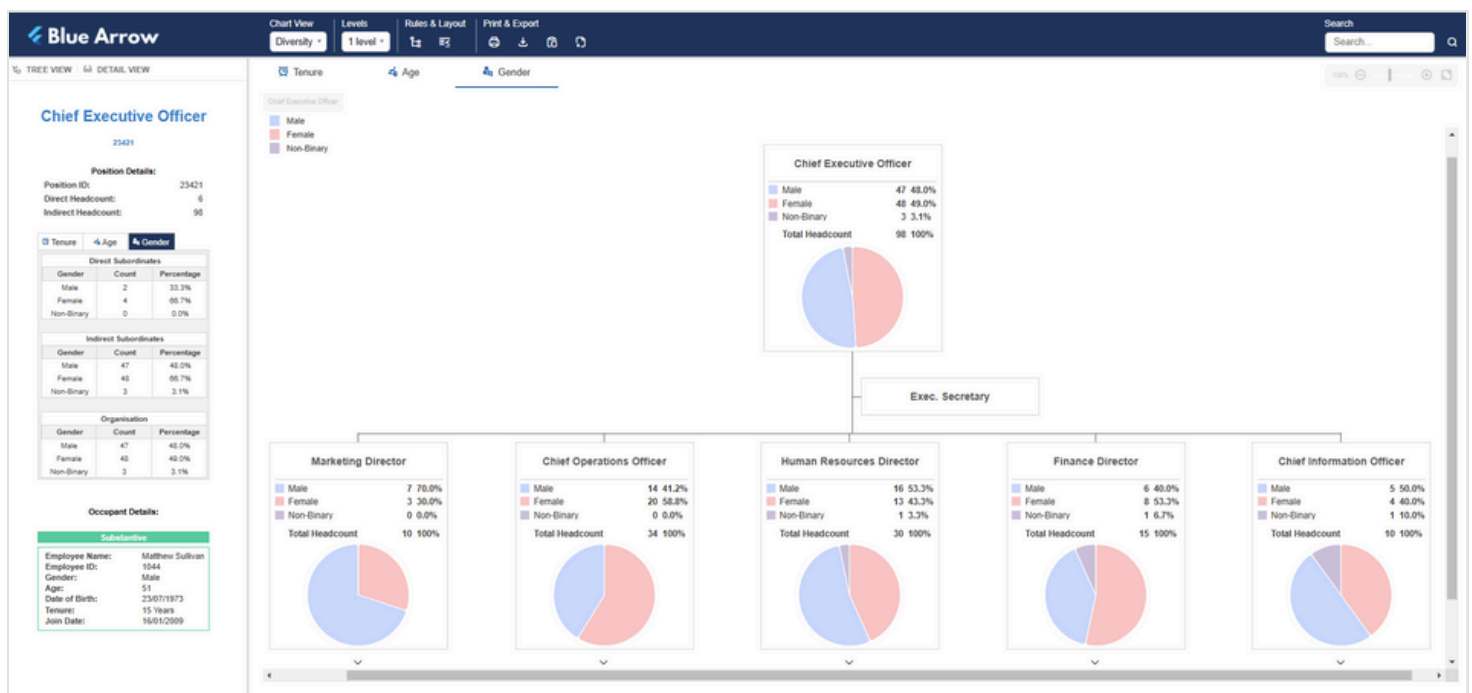 Blue Arrow
Chart View
Diversity
Levels
1 level
Rules & Layout
Print & Export
Search
Search...
TREE VIEW
DETAIL VIEW
Chief Executive Officer
23421
Position Details:
Position ID: 23421
Direct Headcount: 6
Indirect Headcount: 98
Tenure Age Gender
Direct Subordinates
Gender Count Percentage
Male 2 33.3%
Female 4 66.7%
Non-Binary 0 0.0%
Indirect Subordinates
Gender Count Percentage
Male 47 48.0%
Female 48 66.7%
Non-Binary 3 3.1%
Organisation
Gender Count Percentage
Male 47 48.0%
Female 48 49.0%
Non-Binary 3 3.1%
Occupant Details:
Substantive
Employee Name: Matthew Sullivan
Employee ID: 1044
Gender: Male
Age: 51
Date of Birth: 23/07/1973
Tenure: 15 Years
Join Date: 16/01/2009
Tenure Age Gender
100%
Chief Executive Officer
Male
Female
Non-Binary
Chief Executive Officer
Male 47 48.0%
Female 48 49.0%
Non-Binary 3 3.1%
Total Headcount 98 100%
Exec. Secretary
Marketing Director
Male 7 70.0%
Female 3 30.0%
Non-Binary 0 0.0%
Total Headcount 10 100%
Chief Operations Officer
Male 14 41.2%
Female 20 58.8%
Non-Binary 0 0.0%
Total Headcount 34 100%
Human Resources Director
Male 16 53.3%
Female 13 43.3%
Non-Binary 1 3.3%
Total Headcount 30 100%
Finance Director
Male 6 40.0%
Female 8 53.3%
Non-Binary 1 6.7%
Total Headcount 15 100%
Chief Information Officer
Male 5 50.0%
Female 4 40.0%
Non-Binary 1 10.0%
Total Headcount 10 100%